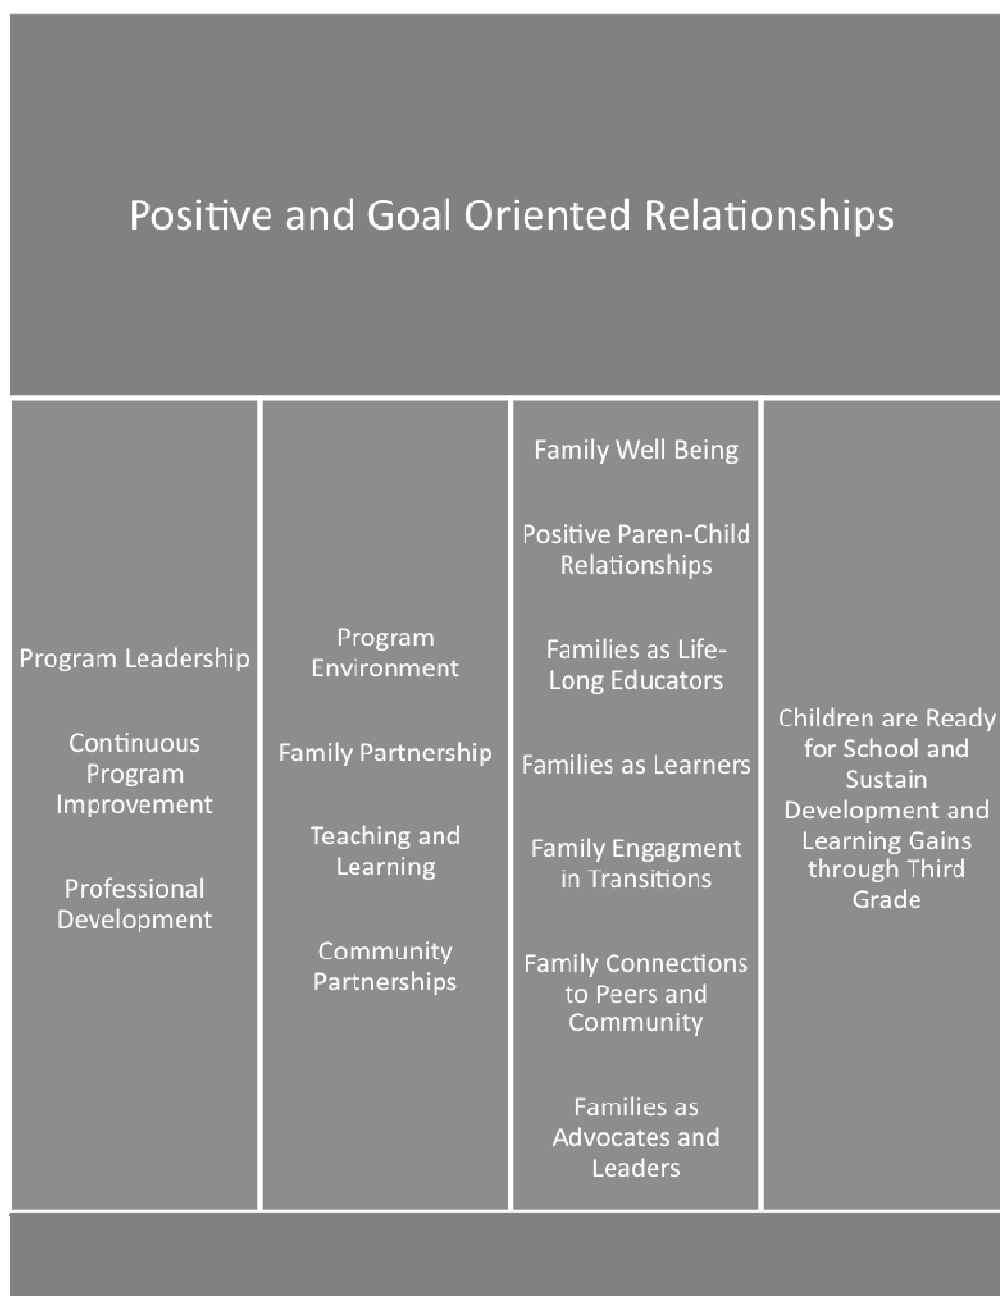 Positive and Goal Oriented Relationships
Program Leadership
Continuous
Program
Improvement
Professional
Development
Program
Environment
Family Partnership
Teaching and
Learning
Community
Partnerships
Family Well Being
Positive Paren-Child
Relationships
Families as Life-
Long Educators
Families as Learners
Family Engagment
in Transitions
Family Connections
to Peers and
Community
Families as
Advocates and
Leaders
Children are Ready
for School and
Sustain
Development and
Learning Gains
through Third
Grade